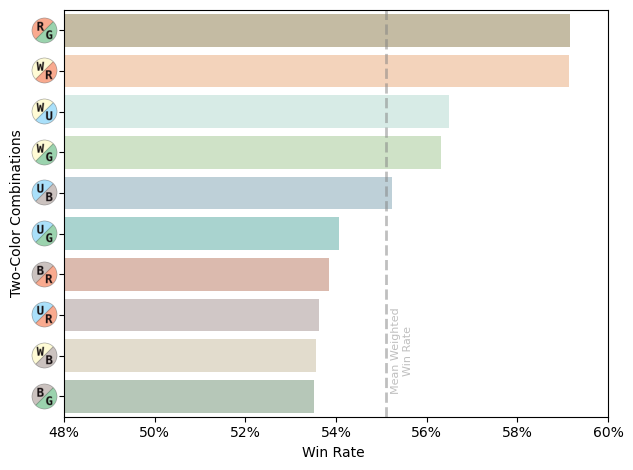 Two-Color Combinations
R G
W R
W U
W G
U B
U G
B R
U R
W B
B G
Mean Weighted
Win Rate
48% 50% 52% 54% 56% 58% 60%
Win Rate